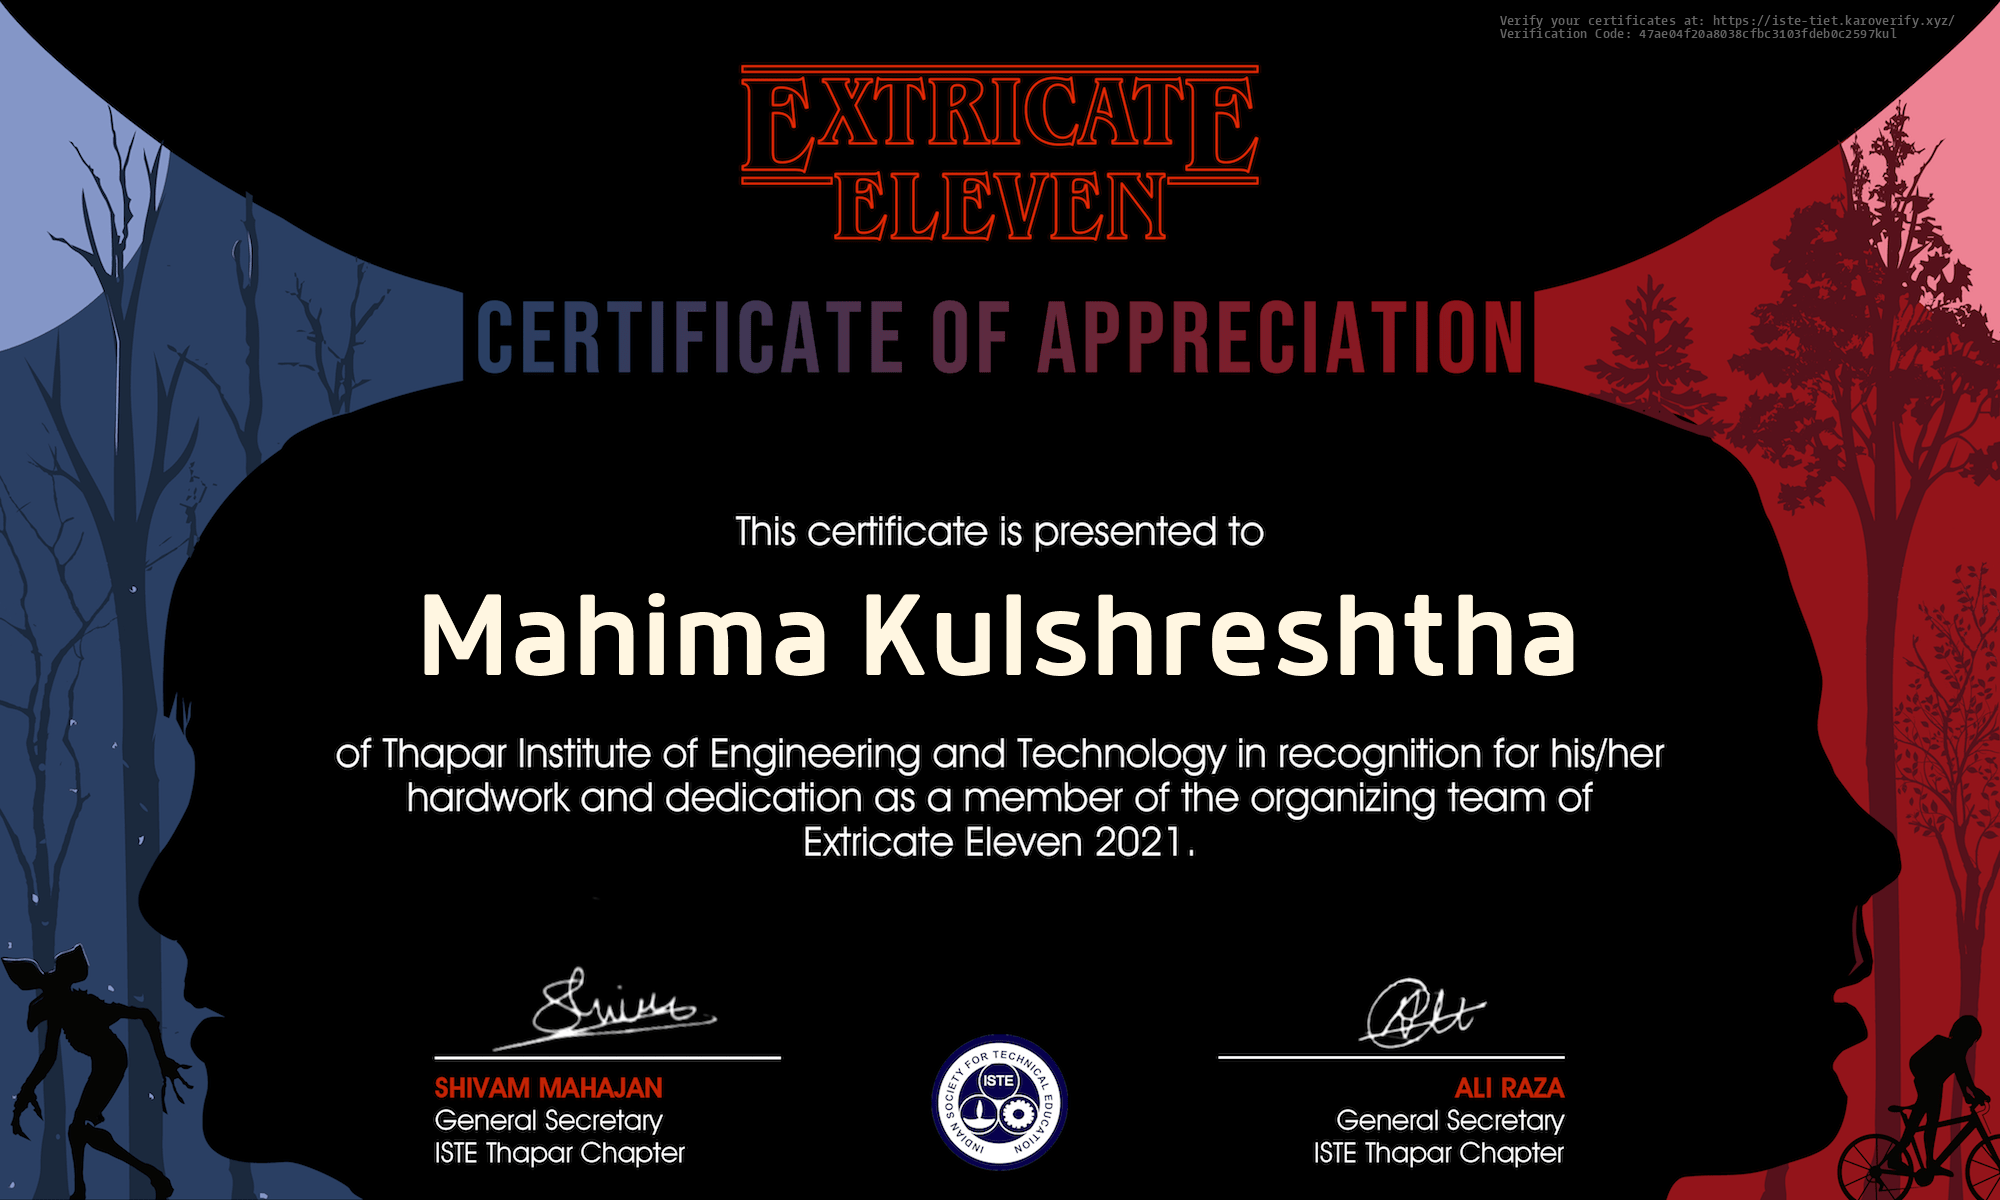 Verify your certificates at: https://iste-tiet.karoverify.xyz/
Verification Code: 47ae04f20a8038cfbc3103fdeb0c2597kul
EXTRICATE
ELEVEN
CERTIFICATE OF APPRECIATION
This certificate is presented to
Mahima Kulshreshtha
of Thapar Institute of Engineering and Technology in recognition for his/her
hardwork and dedication as a member of the organizing team of
Extricate Eleven 2021.
SHIVAM MAHAJAN
General Secretary
ISTE Thapar Chapter
INDIAN SOCIETY FOR TECHNICAL EDUCATION
ISTE
ALI RAZA
General Secretary
ISTE Thapar Chapter